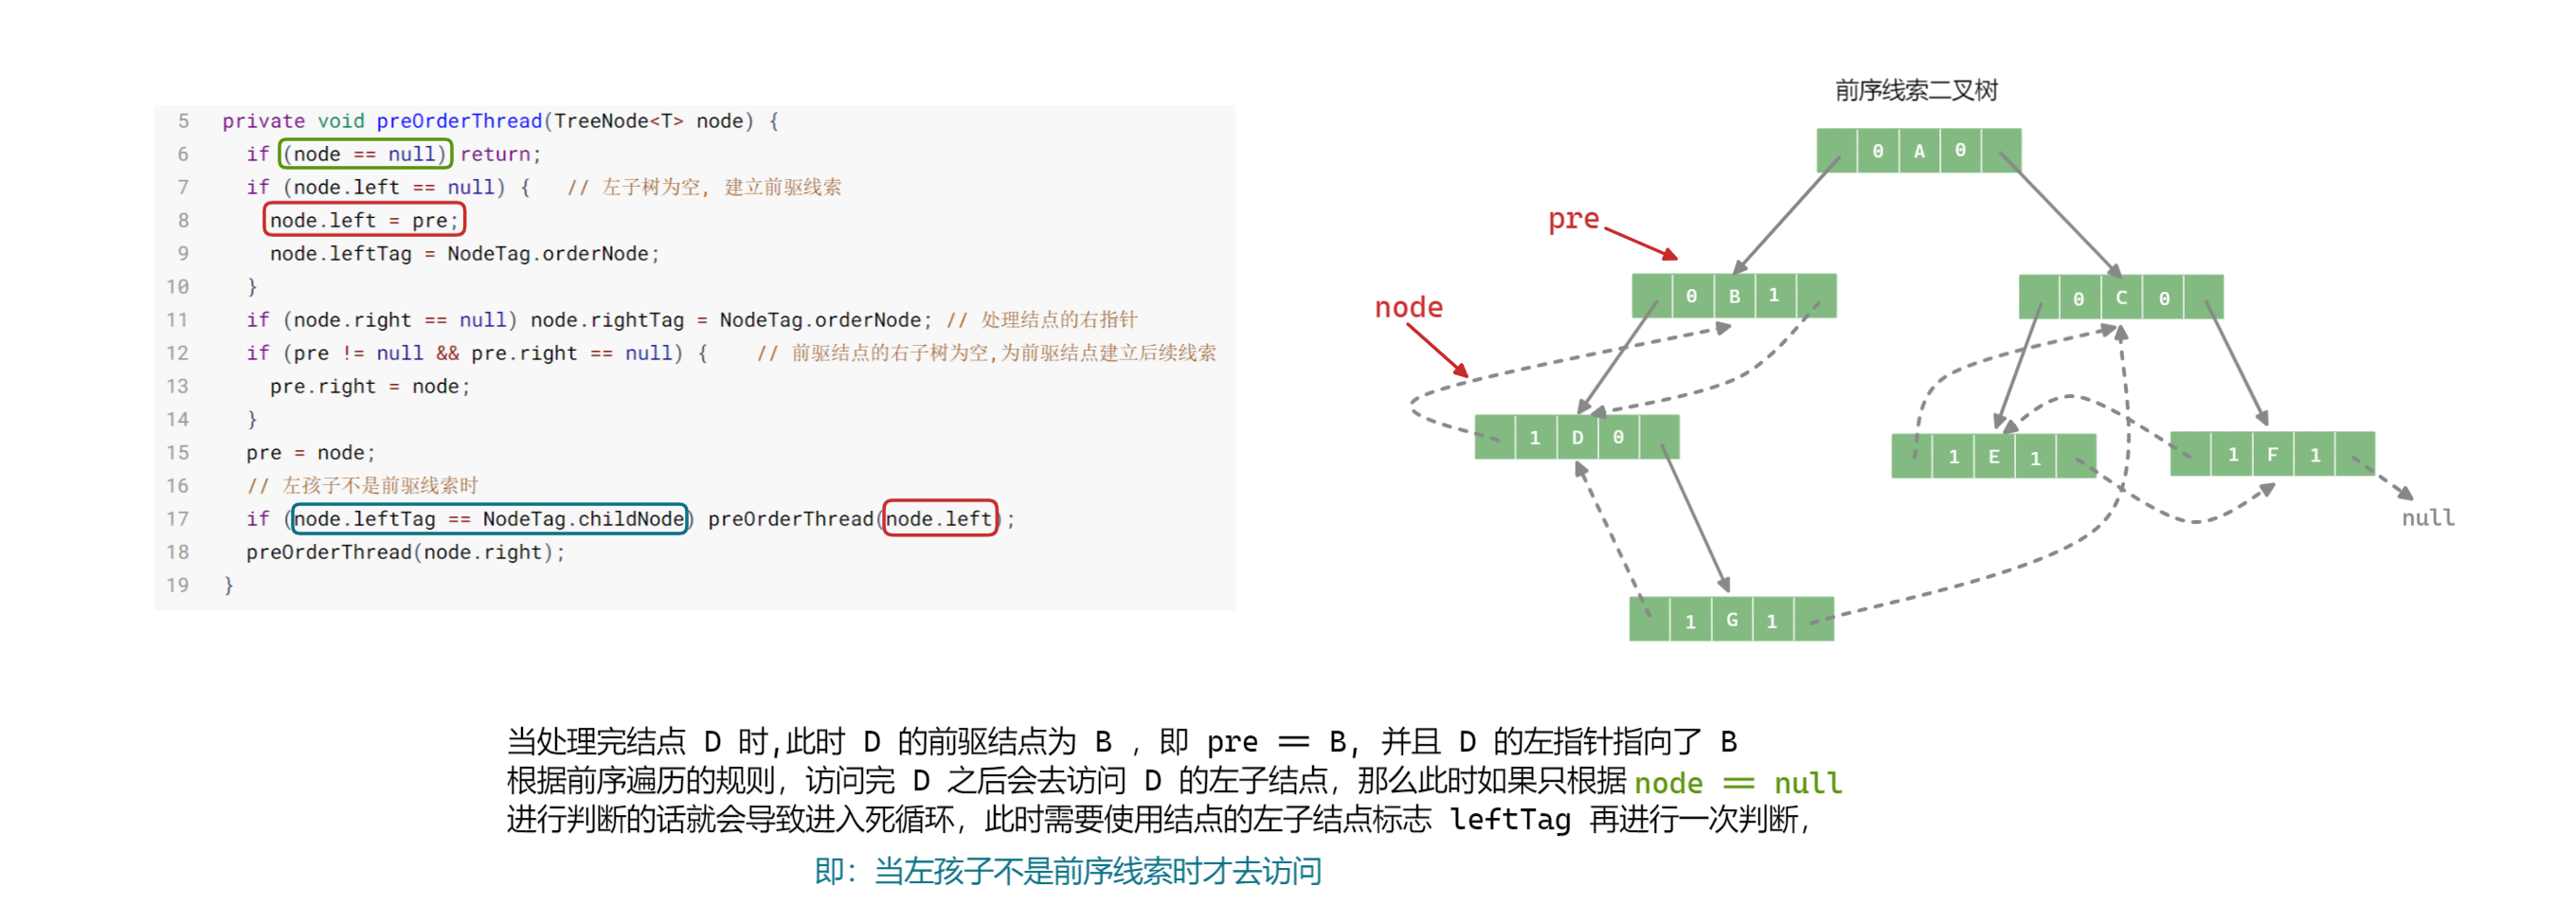 5 private void preOrderThread(TreeNode<T> node) {
6 if (node == null) return;
7 if (node.left == null) { // 左子树为空, 建立前驱线索
8 node.left = pre;
9 node.leftTag = NodeTag.orderNode;
10 }
11 if (node.right == null) node.rightTag = NodeTag.orderNode; // 处理结点的右指针
12 if (pre != null && pre.right == null) { // 前驱结点的右子树为空,为前驱结点建立后续线索
13 pre.right = node;
14 }
15 pre = node;
16 // 左孩子不是前驱线索时
17 if (node.leftTag == NodeTag.childNode) preOrderThread(node.left);
18 preOrderThread(node.right);
19 }
前序线索二叉树
0 A 0
pre
0 B 1
0 C 0
node
1 D 0
1 E 1
1 F 1
null
1 G 1
当处理完结点 D 时,此时 D 的前驱结点为 B ，即 pre == B, 并且 D 的左指针指向了 B
根据前序遍历的规则，访问完 D 之后会去访问 D 的左子结点，那么此时如果只根据 node == null
进行判断的话就会导致进入死循环，此时需要使用结点的左子结点标志 leftTag 再进行一次判断，
即：当左孩子不是前序线索时才去访问